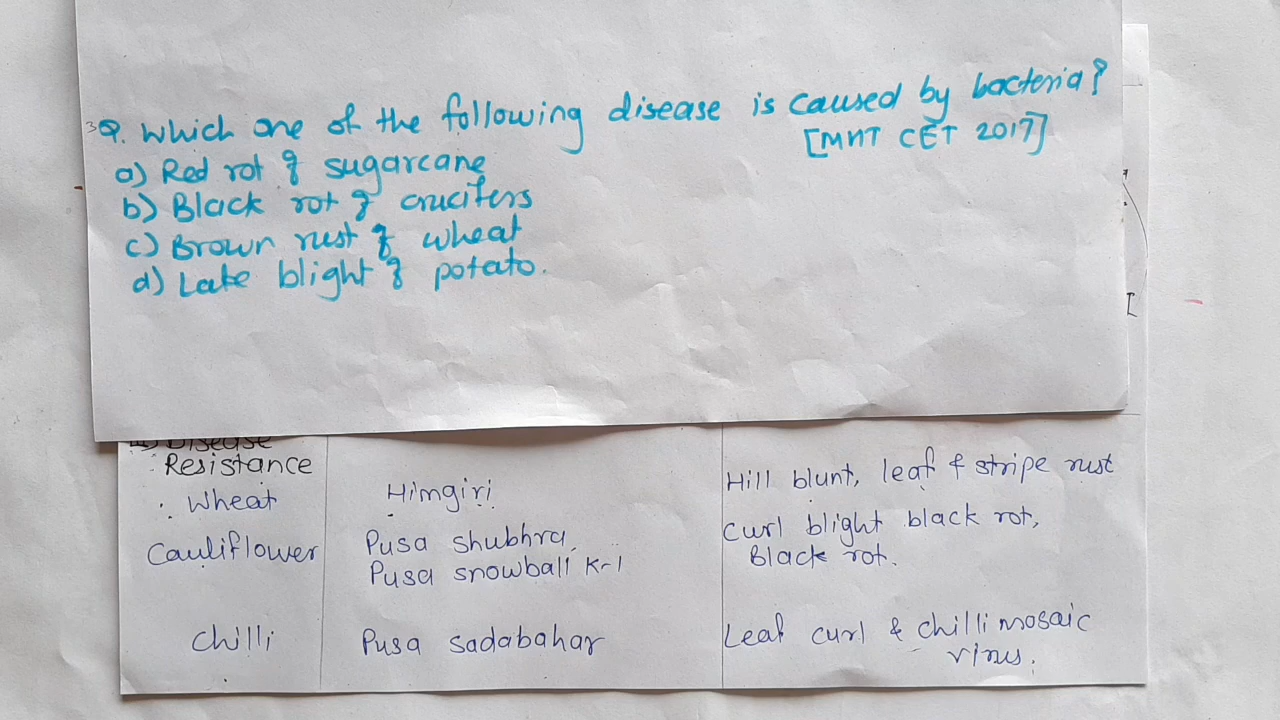 3Q. Which one of the following disease is caused by bacteria?
[MHT CET 2017]
a) Red rot of sugarcane
b) Black rot of crucifers
c) Brown rust of wheat
d) Late blight of potato.
Disease
Resistance
Wheat Himgiri Hill blunt, leaf & stripe rust
Cauliflower Pusa shubhra, Curl blight black rot,
Pusa snowball K-1 Black rot.
Chilli Pusa sadabahar Leaf curl & chilli mosaic
virus.